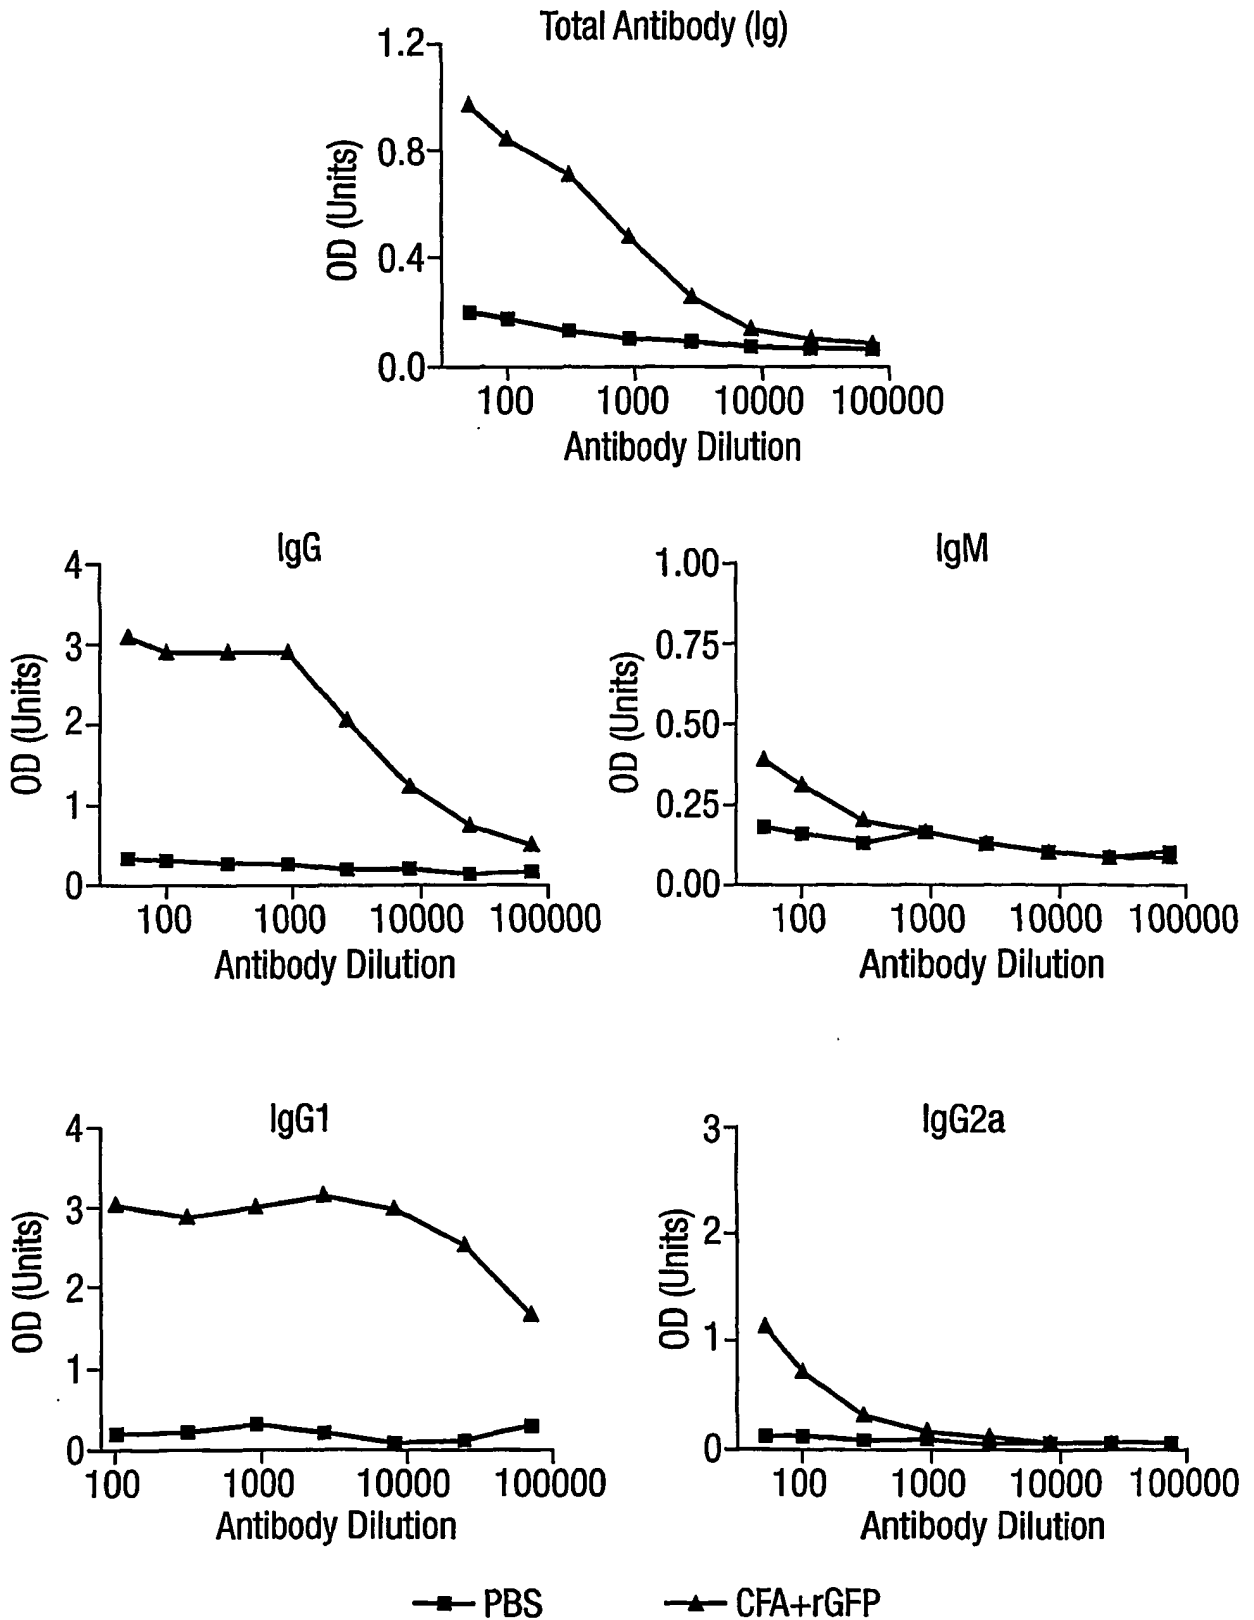 Total Antibody (Ig)
1.2
0.8
0.4
0.0
OD (Units)
100 1000 10000 100000
Antibody Dilution
IgG
4
3
2
1
0
OD (Units)
100 1000 10000 100000
Antibody Dilution
IgM
1.00
0.75
0.50
0.25
0.00
OD (Units)
100 1000 10000 100000
Antibody Dilution
IgG1
4
3
2
1
0
OD (Units)
100 1000 10000 100000
Antibody Dilution
IgG2a
3
2
1
0
OD (Units)
100 1000 10000 100000
Antibody Dilution
PBS CFA+rGFP